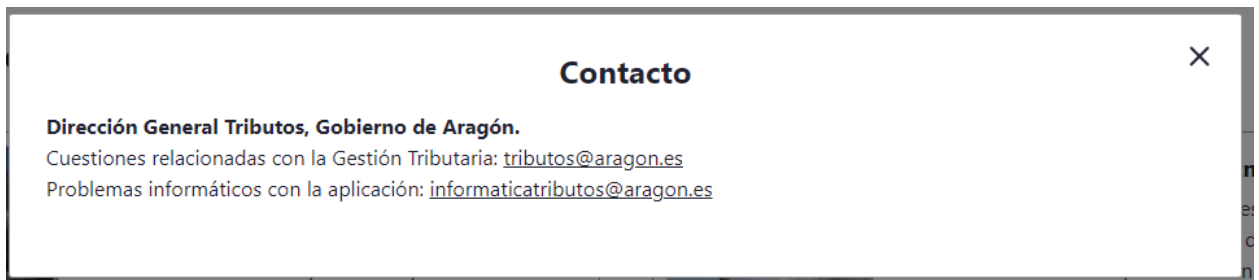 Contacto
Dirección General Tributos, Gobierno de Aragón.
Cuestiones relacionadas con la Gestión Tributaria: tributos@aragon.es
Problemas informáticos con la aplicación: informaticatributos@aragon.es